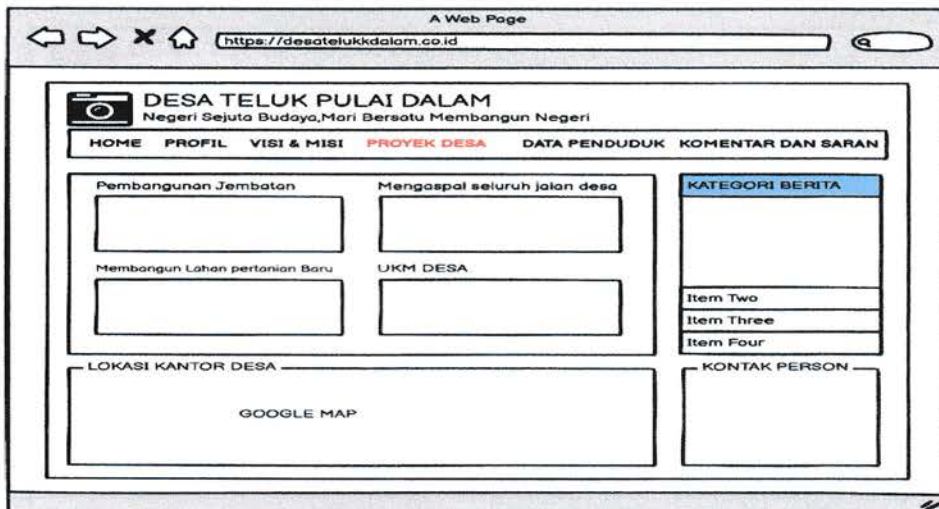 A Web Page
https://desatelukkdalam.co.id
DESA TELUK PULAI DALAM
Negeri Sejuta Budaya,Mari Bersatu Membangun Negeri
HOME PROFIL VISI & MISI PROYEK DESA DATA PENDUDUK KOMENTAR DAN SARAN
Pembangunan Jembatan Mengaspal seluruh jalan desa
Membangun Lahan pertanian Baru UKM DESA
KATEGORI BERITA
Item Two
Item Three
Item Four
LOKASI KANTOR DESA
GOOGLE MAP
KONTAK PERSON